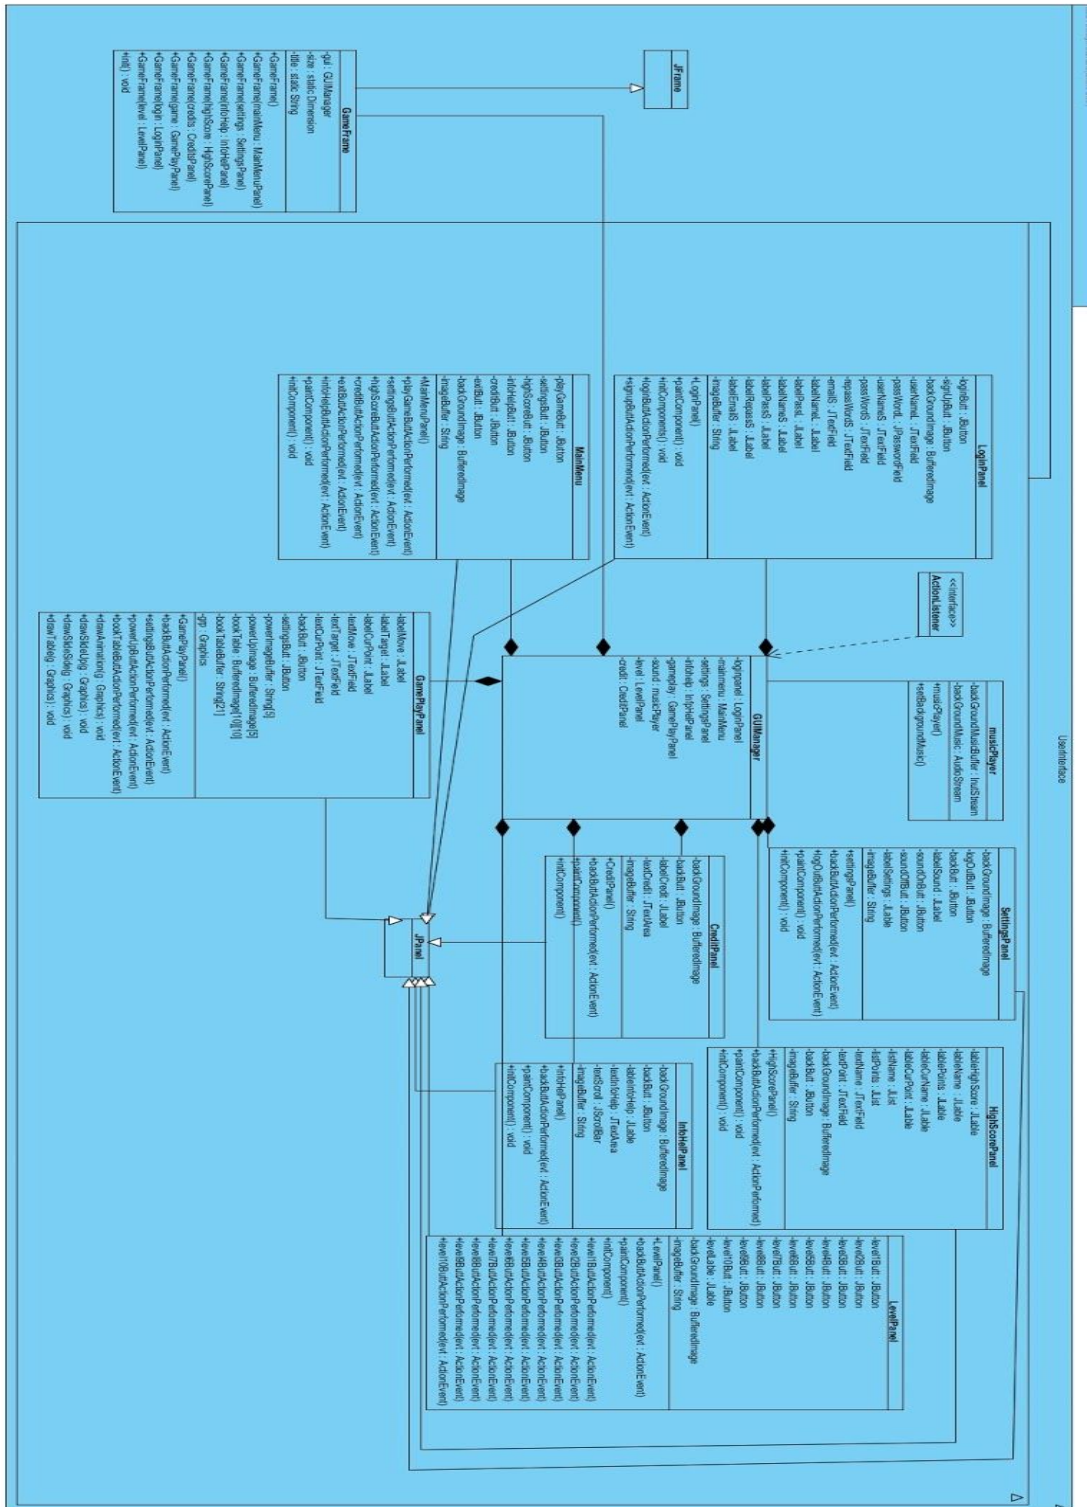 UserInterface
JFrame
GameFrame
-gui : GUIManager
-size : static Dimension
-title : static String
+GameFrame()
+GameFrame(mainMenu : MainMenuPanel)
+GameFrame(settings : SettingsPanel)
+GameFrame(infoHelp : InfoHelPanel)
+GameFrame(highScore : HighScorePanel)
+GameFrame(credits : CreditsPanel)
+GameFrame(game : GamePlayPanel)
+GameFrame(login : LoginPanel)
+GameFrame(level : LevelPanel)
+init() : void
LoginPanel
-loginButt : JButton
-signUpButt : JButton
-backGroundImage : BufferedImage
-userNameL : JTextField
-passWordL : JPasswordField
-userNameS : JTextField
-passWordS : JTextField
-repassWordS : JTextField
-emailS : JTextField
-labelNameL : JLabel
-labelPassL : JLabel
-labelNameS : JLabel
-labelPassS : JLabel
-labelRepassS : JLabel
-labelEmailS : JLabel
-imageBuffer : String
+LoginPanel()
+paintComponent() : void
+initComponents() : void
+loginButtActionPerformed(evt : ActionEvent)
+signupButtActionPerformend(evt : ActionEvent)
MainMenu
-playGameButt : JButton
-settingsButt : JButton
-highScoreButt : JButton
-infoHelpButt : JButton
-creditButt : JButton
-exitButt : JButton
-backGroundImage : BufferedImage
-imageBuffer : String
+MainMenuPanel()
+playGameButtActionPerformed(evt : ActionEvent)
+settingsButtActionPerformed(evt : ActionEvent)
+highScoreButtActionPerformed(evt : ActionEvent)
+creditButtActionPerformed(evt : ActionEvent)
+exitButtActionPerformed(evt : ActionEvent)
+infoHelpButtActionPerformed(evt : ActionEvent)
+paintComponent() : void
+initComponent() : void
<<interface>>
ActionListener
musicPlayer
-backGroundMusicBuffer : InutStream
-backGroundMusic : AudioStream
+musicPlayer()
+setBackgroundMusic()
GUIManager
-loginpanel : LoginPanel
-mainmenu : MainMenu
-settings : SettingsPanel
-infohelp : InfpHelPanel
-gameplay : GamePlayPanel
-sound : musicPlayer
-level : LevelPanel
-credit : CreditPanel
GamePlayPanel
-labelMove : JLabel
-labelTarget : JLabel
-labelCurPoint : JLabel
-textMove : JTextField
-textTarget : JTextField
-textCurPoint : JTextField
-backButt : JButton
-settingsButt : JButton
-powerImageBuffer : String[5]
-powerUpImage : BufferedImage[5]
-bookTable : BufferedImage[10][10]
-bookTableBuffer : String[21]
-grp : Graphics
+GamePlayPanel()
+backButtActionPerformed(evt : ActionEvent)
+settingsButtActionPerformed(evt : ActionEvent)
+powerUpButtActionPerformed(evt : ActionEvent)
+bookTableButtActionPerformed(evt : ActionEvent)
+drawAnimation(g : Graphics) : void
+drawSlideUp(g : Graphics) : void
+drawSlideSide(g : Graphics) : void
+drawTable(g : Graphics) : void
SettingsPanel
-backGroundImage : BufferedImage
-logOutButt : JButton
-backButt : JButton
-labelSound : JLabel
-soundOnButt : JButton
-soundOffButt : JButton
-labelSettings : JLable
-imageBuffer : String
+settingsPanel()
+backButtActionPerformed(evt : ActionEvent)
+logOutButtActionPerformed(evt : ActionEvent)
+paintComponent() : void
+initComponent() : void
CreditPanel
-backGroundImage : BufferedImage
-backButt : JButton
-labelCredit : JLabel
-textCredit : JTextArea
-imageBuffer : String
+CreditPanel()
+backButtActionPerformed(evt : ActionEvent)
+paintComponent()
+initComponent()
JPanel
HighScorePanel
-lableHighScore : JLable
-lableName : JLable
-lablePoints : JLable
-lableCurName : JLable
-lableCurPoint : JLable
-listName : JList
-listPoints : JList
-textName : JTextField
-textPoint : JTextField
-backGroundImage : BufferedImage
-backButt : JButton
-imageBuffer : String
+HighScorePanel()
+backButtActionPerformed(evt : ActionPerformed)
+paintComponent() : void
+initComponent() : void
InfoHelPanel
-backGroundImage : BufferedImage
-backButt : JButton
-lableInfoHelp : JLable
-textInfoHelp : JTextArea
-textScroll : JScrollBar
-imageBuffer : String
+InfoHelPanel()
+backButtActionPerformed(evt : ActionEvent)
+paintComponent() : void
+initComponent() : void
LevelPanel
-level1Butt : JButton
-level2Butt : JButton
-level3Butt : JButton
-level4Butt : JButton
-level5Butt : JButton
-level6Butt : JButton
-level7Butt : JButton
-level8Butt : JButton
-level9Butt : JButton
-level10Butt : JButton
-levelLable : JLable
-backGroundImage : BufferedImage
-imageBuffer : String
+LevelPanel()
+backButtActionPerformed(evt : ActionEvent)
+paintComponent()
+initComponent()
+level1ButtActionPerformed(evt : ActionEvent)
+level2ButtActionPerformed(evt : ActionEvent)
+level3ButtActionPerformed(evt : ActionEvent)
+level4ButtActionPerformed(evt : ActionEvent)
+level5ButtActionPerformed(evt : ActionEvent)
+level6ButtActionPerformed(evt : ActionEvent)
+level7ButtActionPerformed(evt : ActionEvent)
+level8ButtActionPerformed(evt : ActionEvent)
+level9ButtActionPerformed(evt : ActionEvent)
+level10ButtActionPerformed(evt : ActionEvent)